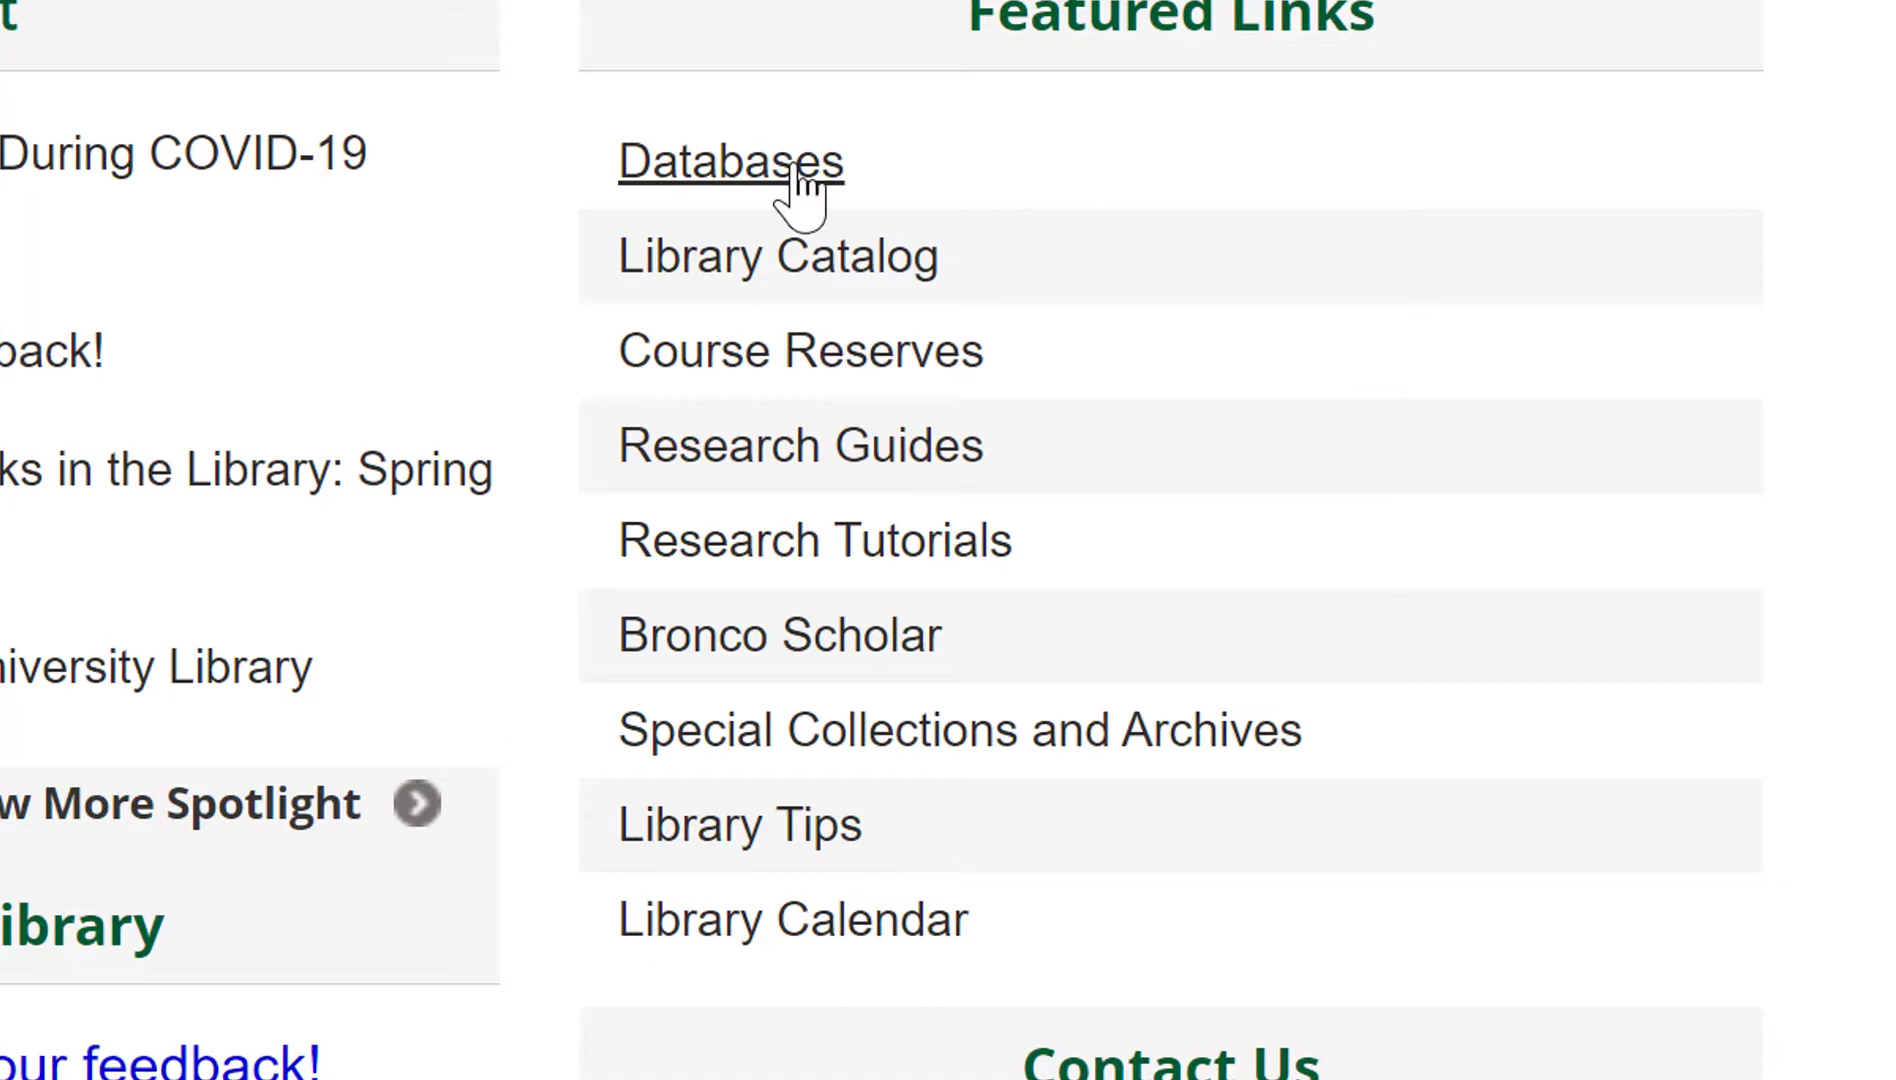 t
During COVID-19
back!
ks in the Library: Spring
niversity Library
w More Spotlight
ibrary
our feedback!
Featured Links
Databases
Library Catalog
Course Reserves
Research Guides
Research Tutorials
Bronco Scholar
Special Collections and Archives
Library Tips
Library Calendar
Contact Us